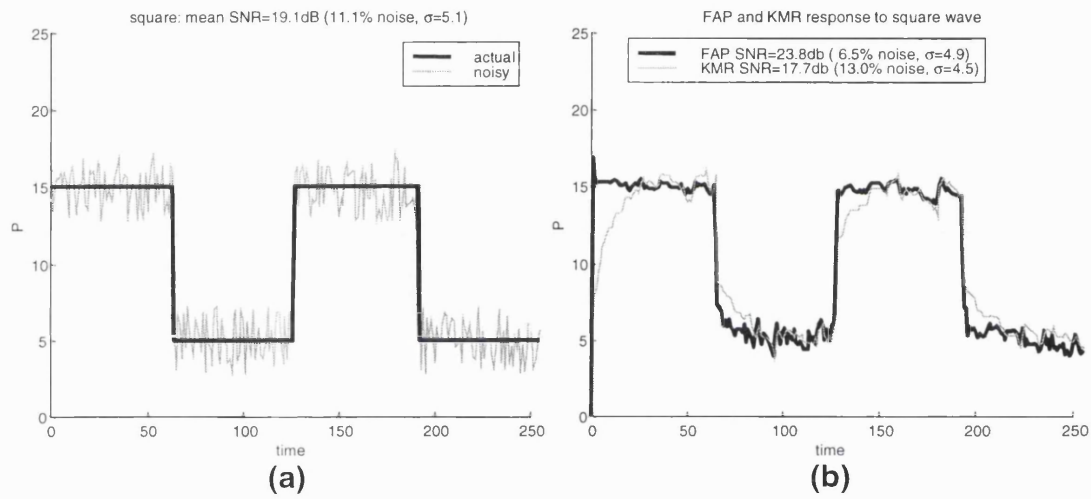 square: mean SNR=19.1dB (11.1% noise, σ=5.1)
25
actual
noisy
20
15
P
10
5
0
0 50 100 150 200 250
time
(a)
FAP and KMR response to square wave
25
FAP SNR=23.8db ( 6.5% noise, σ=4.9)
KMR SNR=17.7db (13.0% noise, σ=4.5)
20
15
P
10
5
0
0 50 100 150 200 250
time
(b)